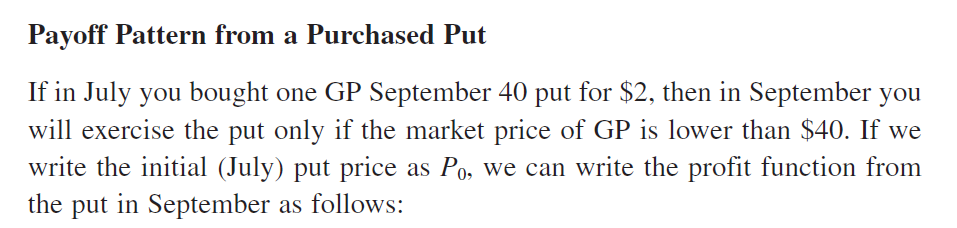 Payoff Pattern from a Purchased Put
If in July you bought one GP September 40 put for $2, then in September you
will exercise the put only if the market price of GP is lower than $40. If we
write the initial (July) put price as P₀, we can write the profit function from
the put in September as follows: